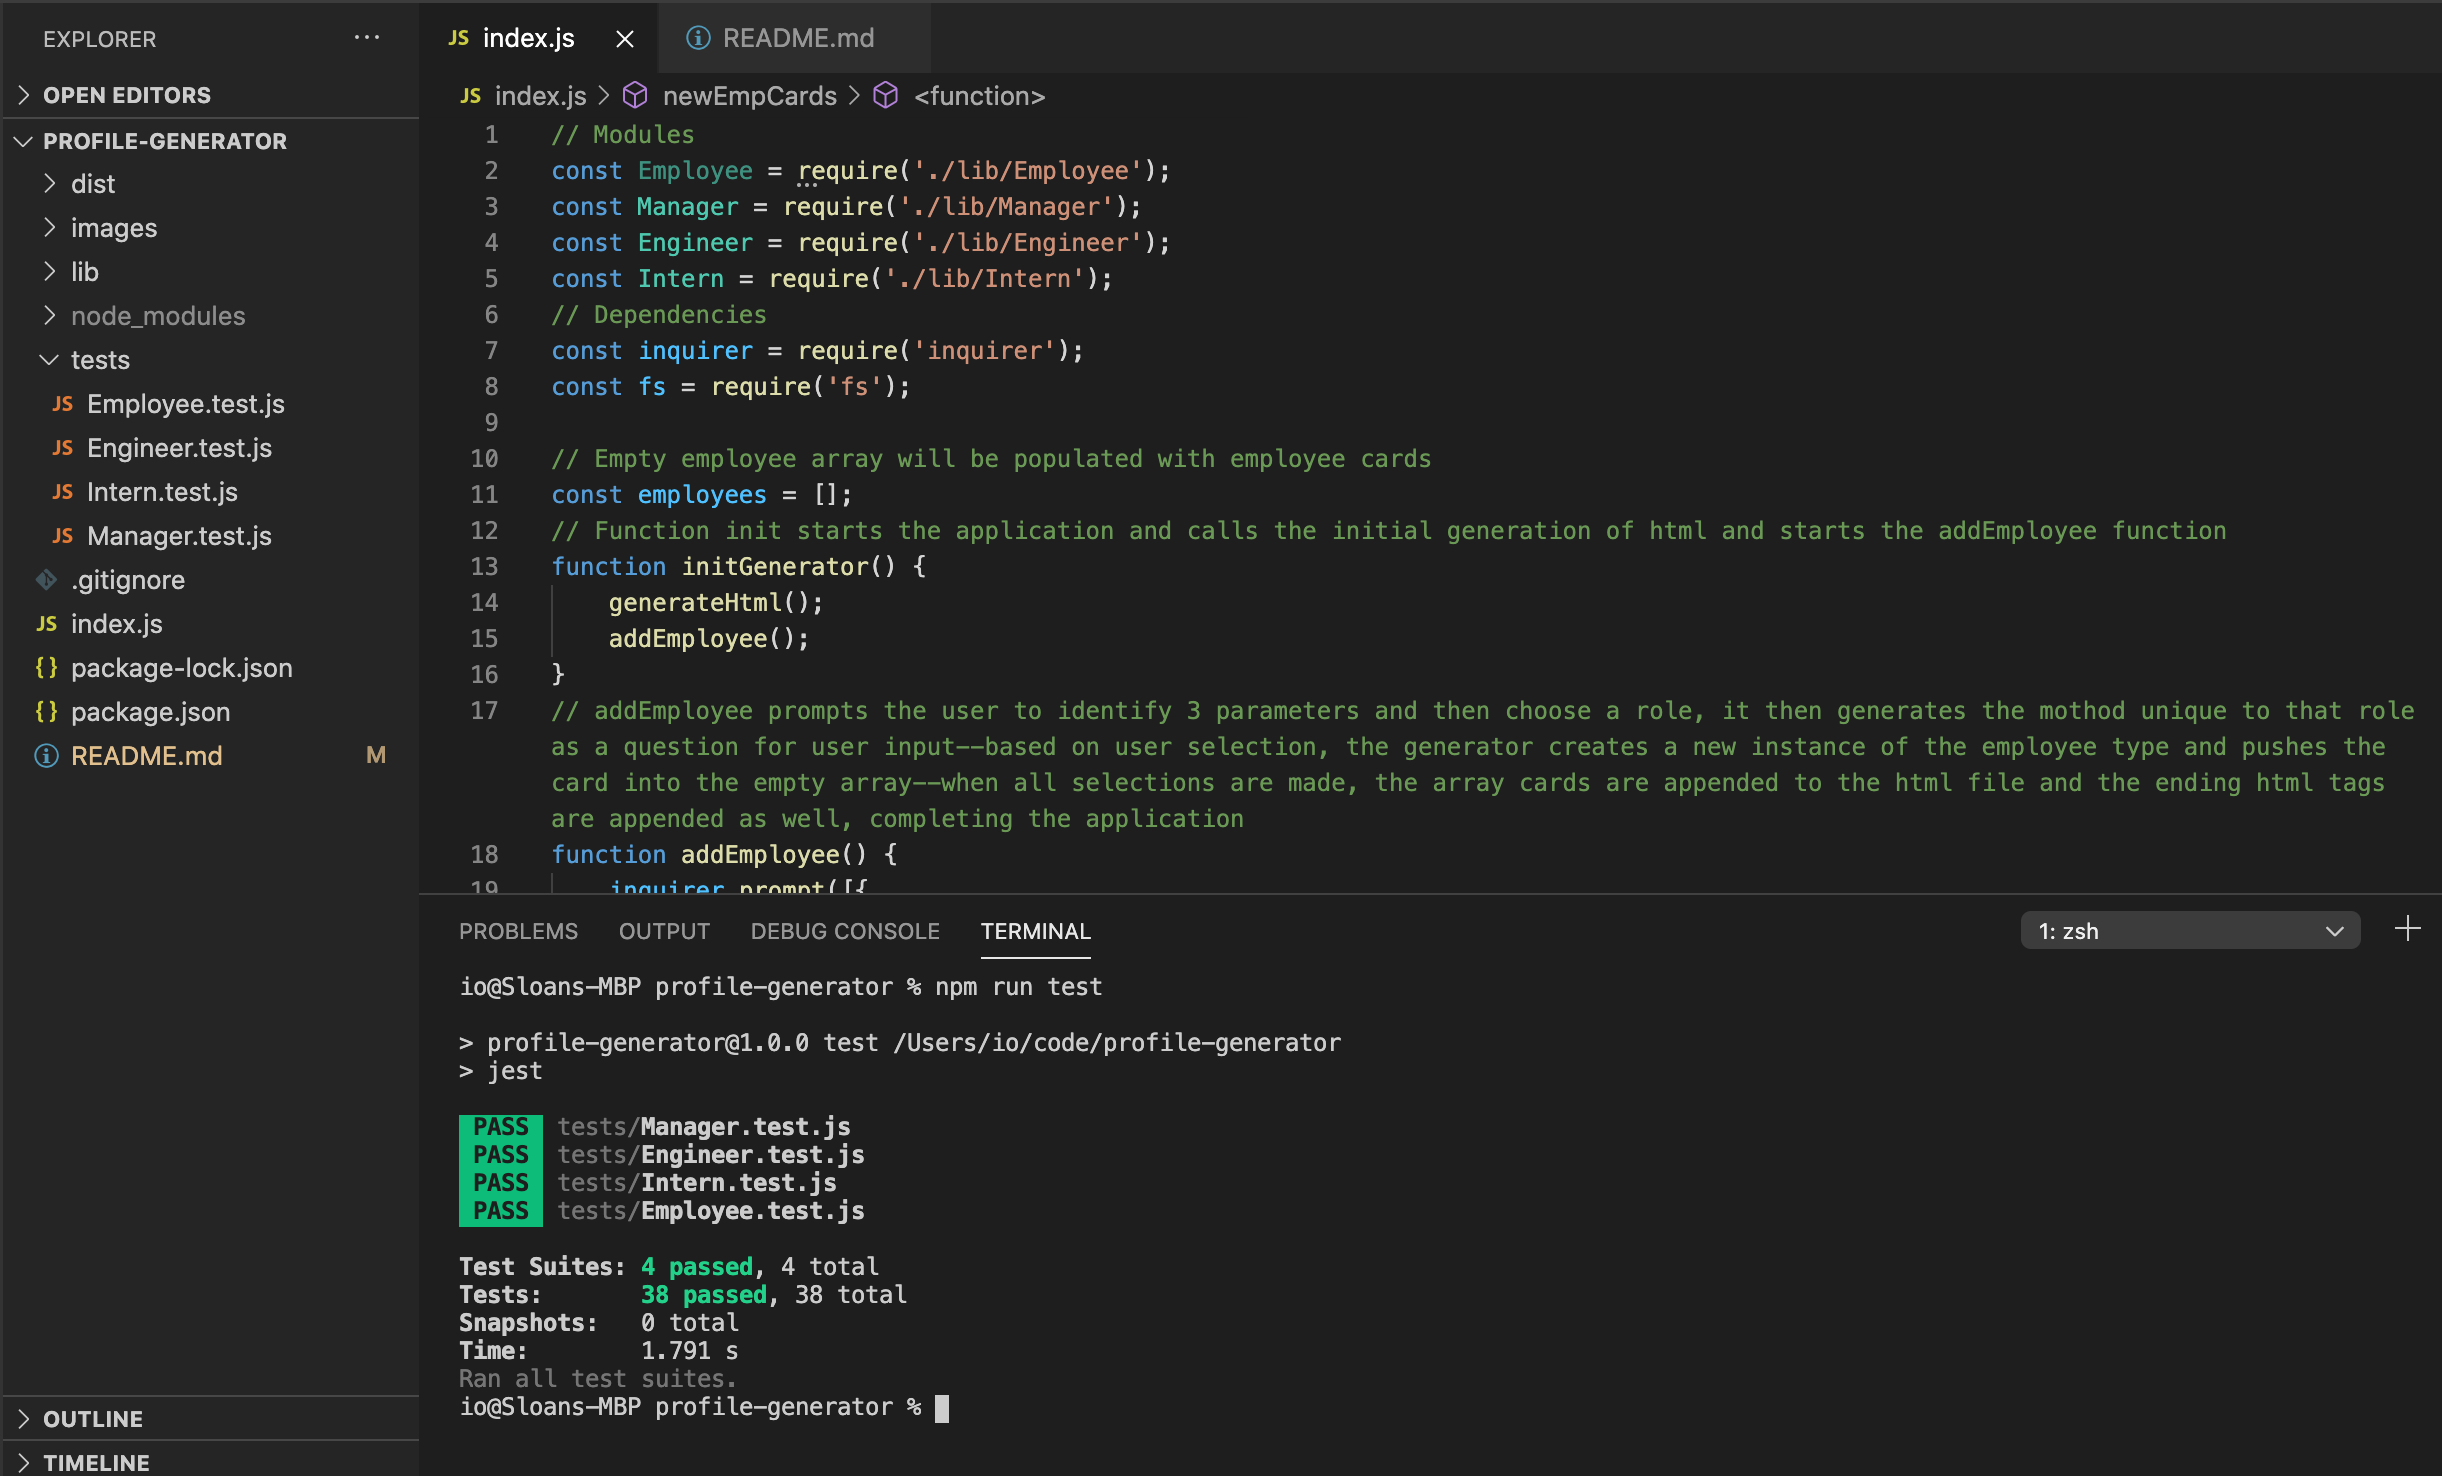 EXPLORER ···
OPEN EDITORS
PROFILE-GENERATOR
dist
images
lib
node_modules
tests
JS Employee.test.js
JS Engineer.test.js
JS Intern.test.js
JS Manager.test.js
.gitignore
JS index.js
{} package-lock.json
{} package.json
README.md M
OUTLINE
TIMELINE
JS index.js ×
README.md
JS index.js > newEmpCards > <function>
1 // Modules
2 const Employee = require('./lib/Employee');
3 const Manager = require('./lib/Manager');
4 const Engineer = require('./lib/Engineer');
5 const Intern = require('./lib/Intern');
6 // Dependencies
7 const inquirer = require('inquirer');
8 const fs = require('fs');
9
10 // Empty employee array will be populated with employee cards
11 const employees = [];
12 // Function init starts the application and calls the initial generation of html and starts the addEmployee function
13 function initGenerator() {
14     generateHtml();
15     addEmployee();
16 }
17 // addEmployee prompts the user to identify 3 parameters and then choose a role, it then generates the mothod unique to that role
as a question for user input--based on user selection, the generator creates a new instance of the employee type and pushes the
card into the empty array--when all selections are made, the array cards are appended to the html file and the ending html tags
are appended as well, completing the application
18 function addEmployee() {
19     inquirer.prompt([{
PROBLEMS OUTPUT DEBUG CONSOLE TERMINAL 1: zsh +
io@Sloans-MBP profile-generator % npm run test
> profile-generator@1.0.0 test /Users/io/code/profile-generator
> jest
PASS tests/Manager.test.js
PASS tests/Engineer.test.js
PASS tests/Intern.test.js
PASS tests/Employee.test.js
Test Suites: 4 passed, 4 total
Tests: 38 passed, 38 total
Snapshots: 0 total
Time: 1.791 s
Ran all test suites.
io@Sloans-MBP profile-generator %